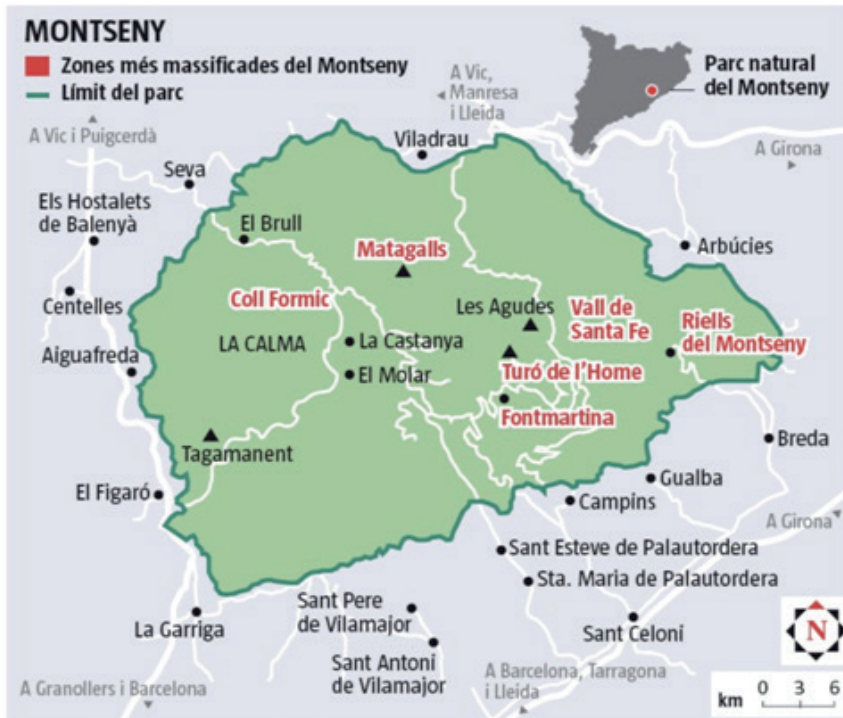 MONTSENY
Zones més massificades del Montseny
Límit del parc
A Vic,
Manresa
i Lleida
Parc natural
del Montseny
A Vic i Puigcerdà
Viladrau
A Girona
Seva
Els Hostalets
de Balenyà
El Brull
Matagalls
Arbúcies
Centelles
Coll Formic
Les Agudes
Vall de
Santa Fe
Riells
del Montseny
LA CALMA
La Castanya
Aiguafreda
El Molar
Turó de l'Home
Fontmartina
Tagamanent
Breda
El Figaró
Gualba
Campins
A Girona
Sant Esteve de Palautordera
Sta. Maria de Palautordera
La Garriga
Sant Pere
de Vilamajor
Sant Celoni
N
Sant Antoni
de Vilamajor
A Barcelona, Tarragona
i Lleida
A Granollers i Barcelona
km 0 3 6